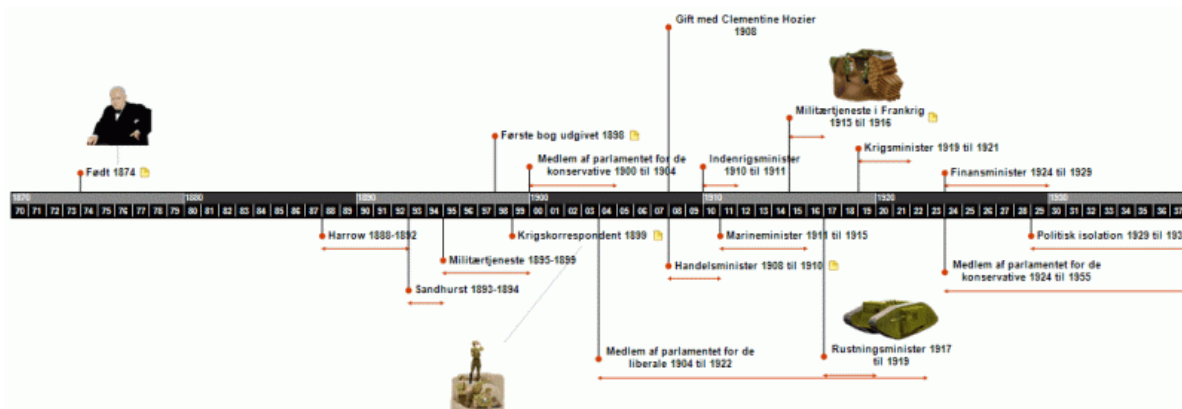 Gift med Clementine Hozier
1908
Militærtjeneste i Frankrig
1915 til 1916
Første bog udgivet 1898
Krigsminister 1919 til 1921
Medlem af parlamentet for de
konservative 1900 til 1904
Indenrigsminister
1910 til 1911
Født 1874
Finansminister 1924 til 1929
1870 1880 1890 1900 1910 1920 1930
70 71 72 73 74 75 76 77 78 79 80 81 82 83 84 85 86 87 88 89 90 91 92 93 94 95 96 97 98 99 00 01 02 03 04 05 06 07 08 09 10 11 12 13 14 15 16 17 18 19 20 21 22 23 24 25 26 27 28 29 30 31 32 33 34 35 36 37
Harrow 1888-1892
Krigskorrespondent 1899
Marineminister 1911 til 1915
Politisk isolation 1929 til
Militærtjeneste 1895-1899
Handelsminister 1908 til 1910
Medlem af parlamentet for de
konservative 1924 til 1955
Sandhurst 1893-1894
Medlem af parlamentet for de
liberale 1904 til 1922
Rustningsminister 1917
til 1919